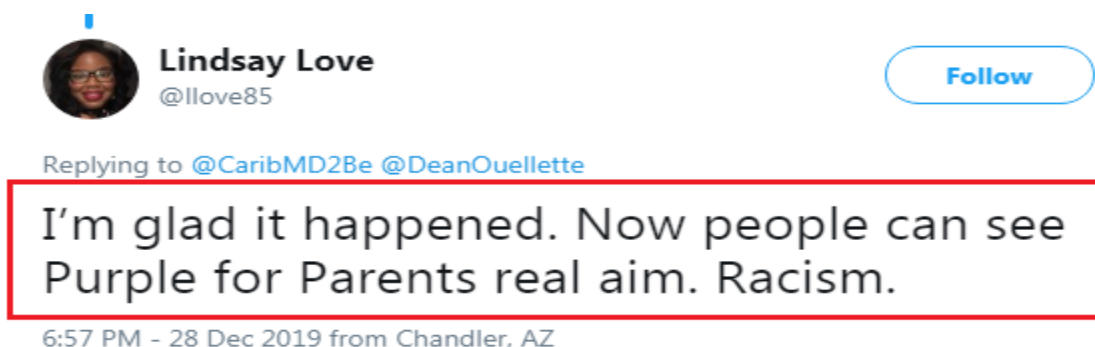 Lindsay Love
@llove85
Follow
Replying to @CaribMD2Be @DeanOuellette
I'm glad it happened. Now people can see
Purple for Parents real aim. Racism.
6:57 PM - 28 Dec 2019 from Chandler, AZ